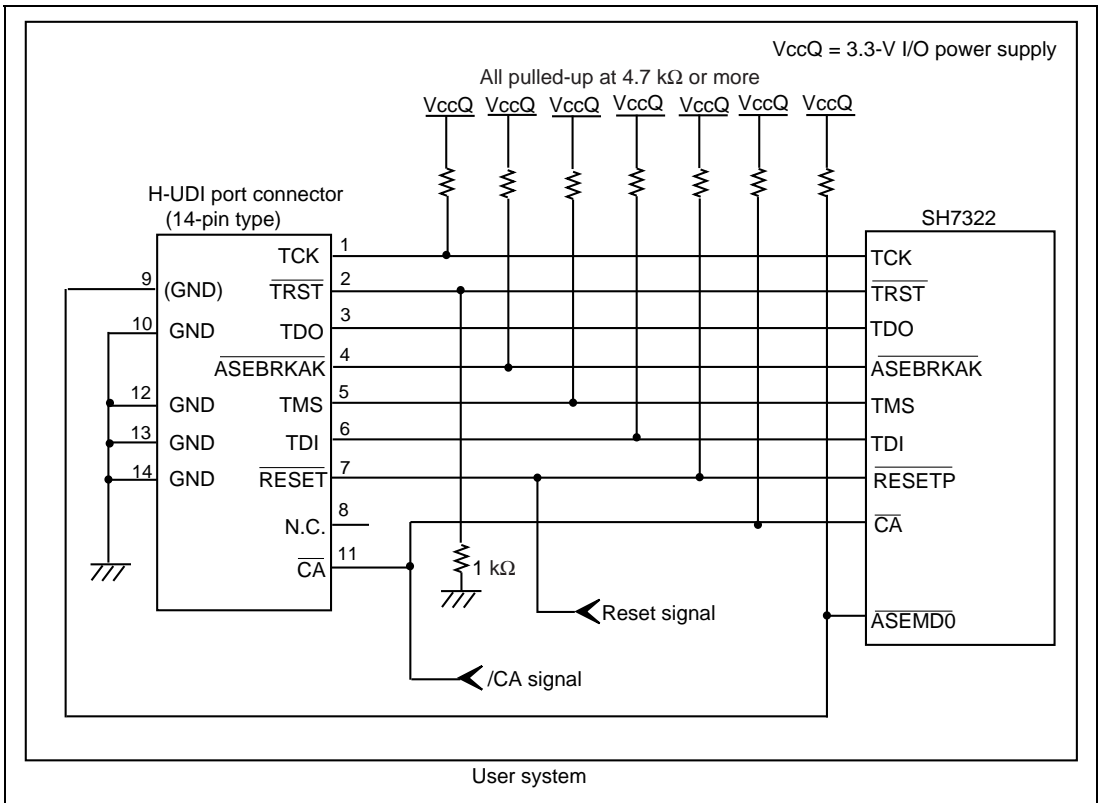 VccQ = 3.3-V I/O power supply
All pulled-up at 4.7 kΩ or more
VccQ VccQ VccQ VccQ VccQ VccQ VccQ
H-UDI port connector
(14-pin type)
SH7322
TCK 1 TCK
9 (GND) TRST 2 TRST
10 GND TDO 3 TDO
ASEBRKAK 4 ASEBRKAK
12 GND TMS 5 TMS
13 GND TDI 6 TDI
14 GND RESET 7 RESETP
N.C. 8
CA
CA 11
1 kΩ
Reset signal
ASEMD0
/CA signal
User system